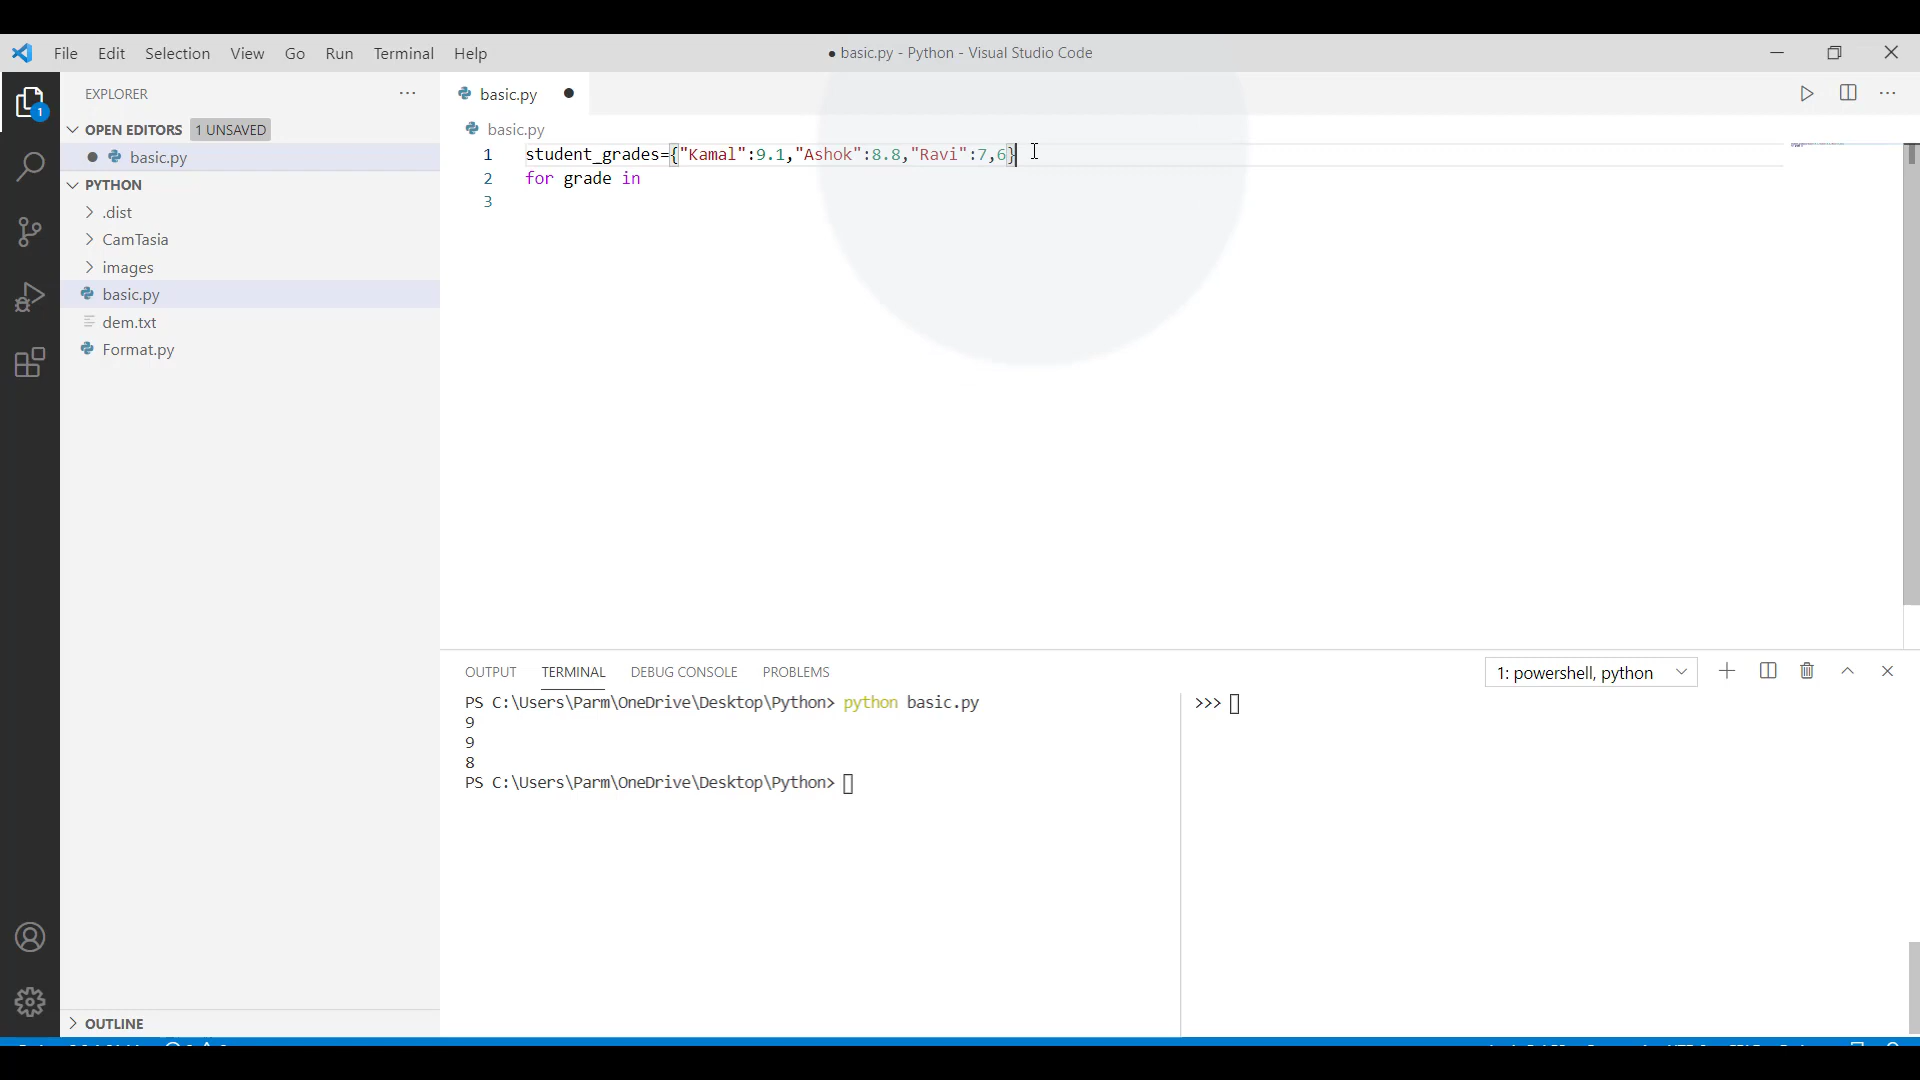 File Edit Selection View Go Run Terminal Help
● basic.py - Python - Visual Studio Code
EXPLORER
basic.py
OPEN EDITORS 1 UNSAVED
basic.py
basic.py
PYTHON
.dist
CamTasia
images
basic.py
dem.txt
Format.py
OUTLINE
1
1 student_grades={"Kamal":9.1,"Ashok":8.8,"Ravi":7,6}
2 for grade in
3
OUTPUT TERMINAL DEBUG CONSOLE PROBLEMS
1: powershell, python
PS C:\Users\Parm\OneDrive\Desktop\Python> python basic.py
9
9
8
PS C:\Users\Parm\OneDrive\Desktop\Python>
>>>